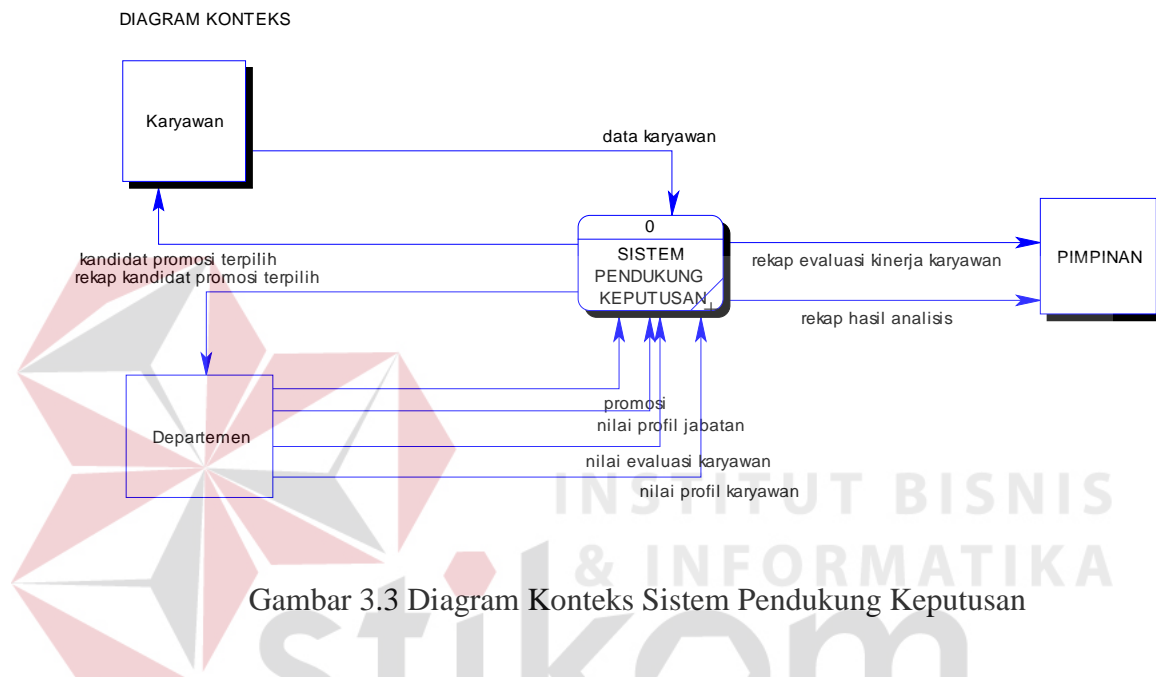 DIAGRAM KONTEKS
Karyawan
data karyawan
0
SISTEM
PENDUKUNG
KEPUTUSAN
kandidat promosi terpilih
rekap kandidat promosi terpilih
rekap evaluasi kinerja karyawan
PIMPINAN
rekap hasil analisis
Departemen
promosi
nilai profil jabatan
nilai evaluasi karyawan
nilai profil karyawan
INSTITUT BISNIS
& INFORMATIKA
Gambar 3.3 Diagram Konteks Sistem Pendukung Keputusan
stikom